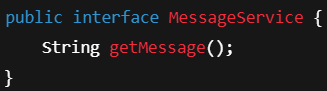 public interface MessageService {
    String getMessage();
}